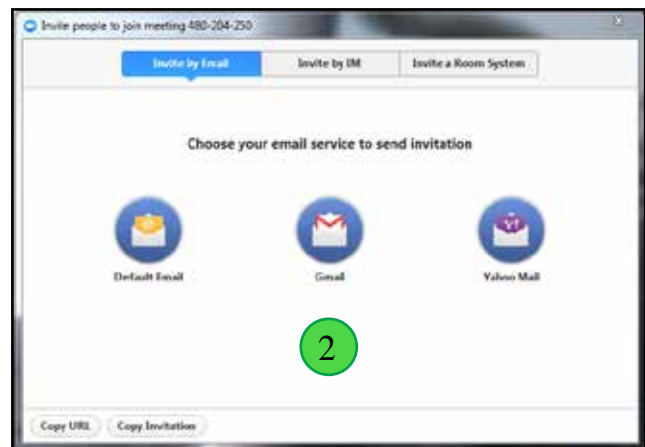 Invite people to join meeting 480-204-250
Invite by Email Invite by IM Invite a Room System
Choose your email service to send invitation
Default Email Gmail Yahoo Mail
2
Copy URL Copy Invitation